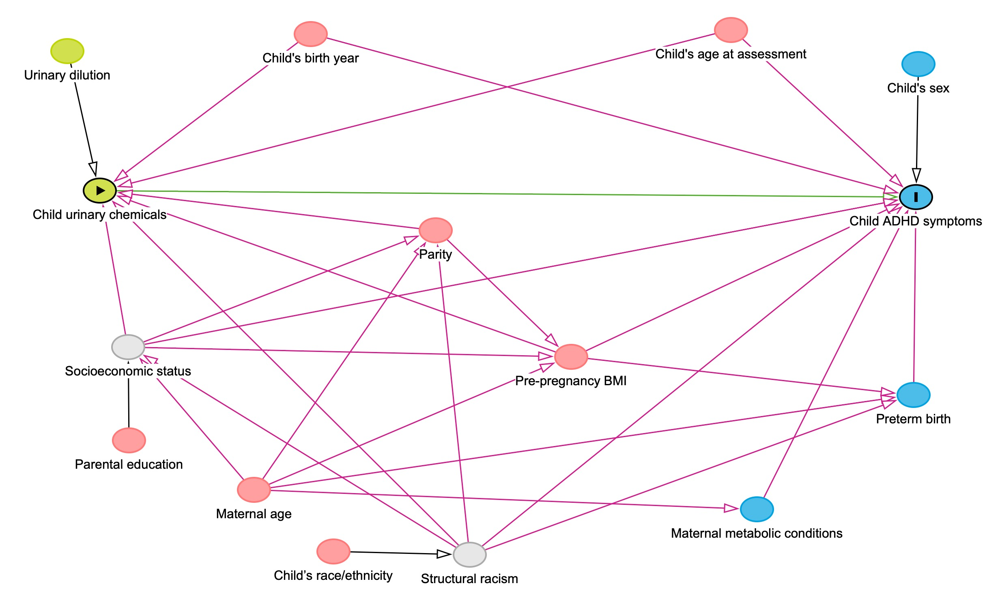 Child's birth year
Child's age at assessment
Urinary dilution
Child's sex
Child urinary chemicals
Child ADHD symptoms
Parity
Socioeconomic status
Pre-pregnancy BMI
Preterm birth
Parental education
Maternal age
Maternal metabolic conditions
Child’s race/ethnicity
Structural racism